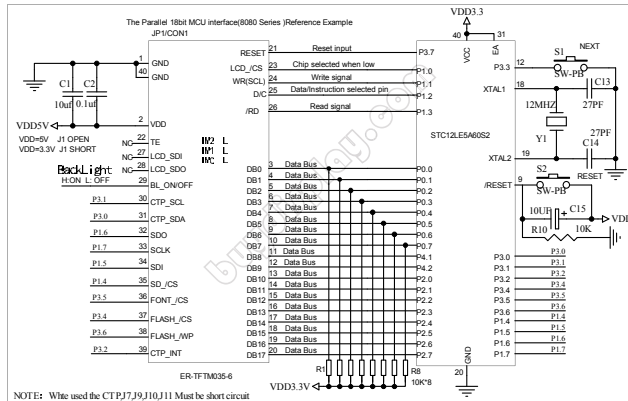 The Parallel 18bit MCU interface(8080 Series )Reference Example
JP1/CON1
1 GND
40 GND
C1 10uf
C2 0.1uf
VDD5V
VDD=5V J1 OPEN
VDD=3.3V J1 SHORT
2 VDD
NC 22 TE
NC 27 LCD_SDI
NC 28 LCD_SDO
BackLight
H:ON L: OFF 29 BL_ON/OFF
P3.1 30 CTP_SCL
P3.0 31 CTP_SDA
P1.6 32 SDO
P1.7 33 SCLK
P1.5 34 SDI
P1.4 35 SD_/CS
P3.5 36 FONT_/CS
P3.4 37 FLASH_/CS
P3.6 38 FLASH_/WP
P3.2 39 CTP_INT
IM2 L
IM1 L
IM0 L
RESET 21 Reset input P3.7
LCD_/CS 23 Chip selected when low P1.0
WR(SCL) 24 Write signal P1.1
D/C 25 Data/Instruction selected pin P1.2
/RD 26 Read signal P1.3
DB0 3 Data Bus P0.0
DB1 4 Data Bus P0.1
DB2 5 Data Bus P0.2
DB3 6 Data Bus P0.3
DB4 7 Data Bus P0.4
DB5 8 Data Bus P0.5
DB6 9 Data Bus P0.6
DB7 10 Data Bus P0.7
DB8 11 Data Bus P4.1
DB9 12 Data Bus P4.2
DB10 13 Data Bus P2.0
DB11 14 Data Bus P2.1
DB12 15 Data Bus P2.2
DB13 16 Data Bus P2.3
DB14 17 Data Bus P2.4
DB15 18 Data Bus P2.5
DB16 19 Data Bus P2.6
DB17 20 Data Bus P2.7
ER-TFTM035-6
VDD3.3V
R1
R8
10K*8
VDD3.3
40 VCC
31 EA
STC12LE5A60S2
20 GND
P3.3 12 S1 SW-PB NEXT
XTAL1 18 C13 27PF
12MHZ Y1
27PF
XTAL2 19 C14
RESET
/RESET 9 S2 SW-PB
10UF + C15
VDD
R10 10K
P3.0 P3.0
P3.1 P3.1
P3.2 P3.2
P3.4 P3.4
P3.5 P3.5
P3.6 P3.6
P1.4 P1.4
P1.5 P1.5
P1.6 P1.6
P1.7 P1.7
NOTE: Whte used the CTP,J7,J9,J10,J11 Must be short circuit